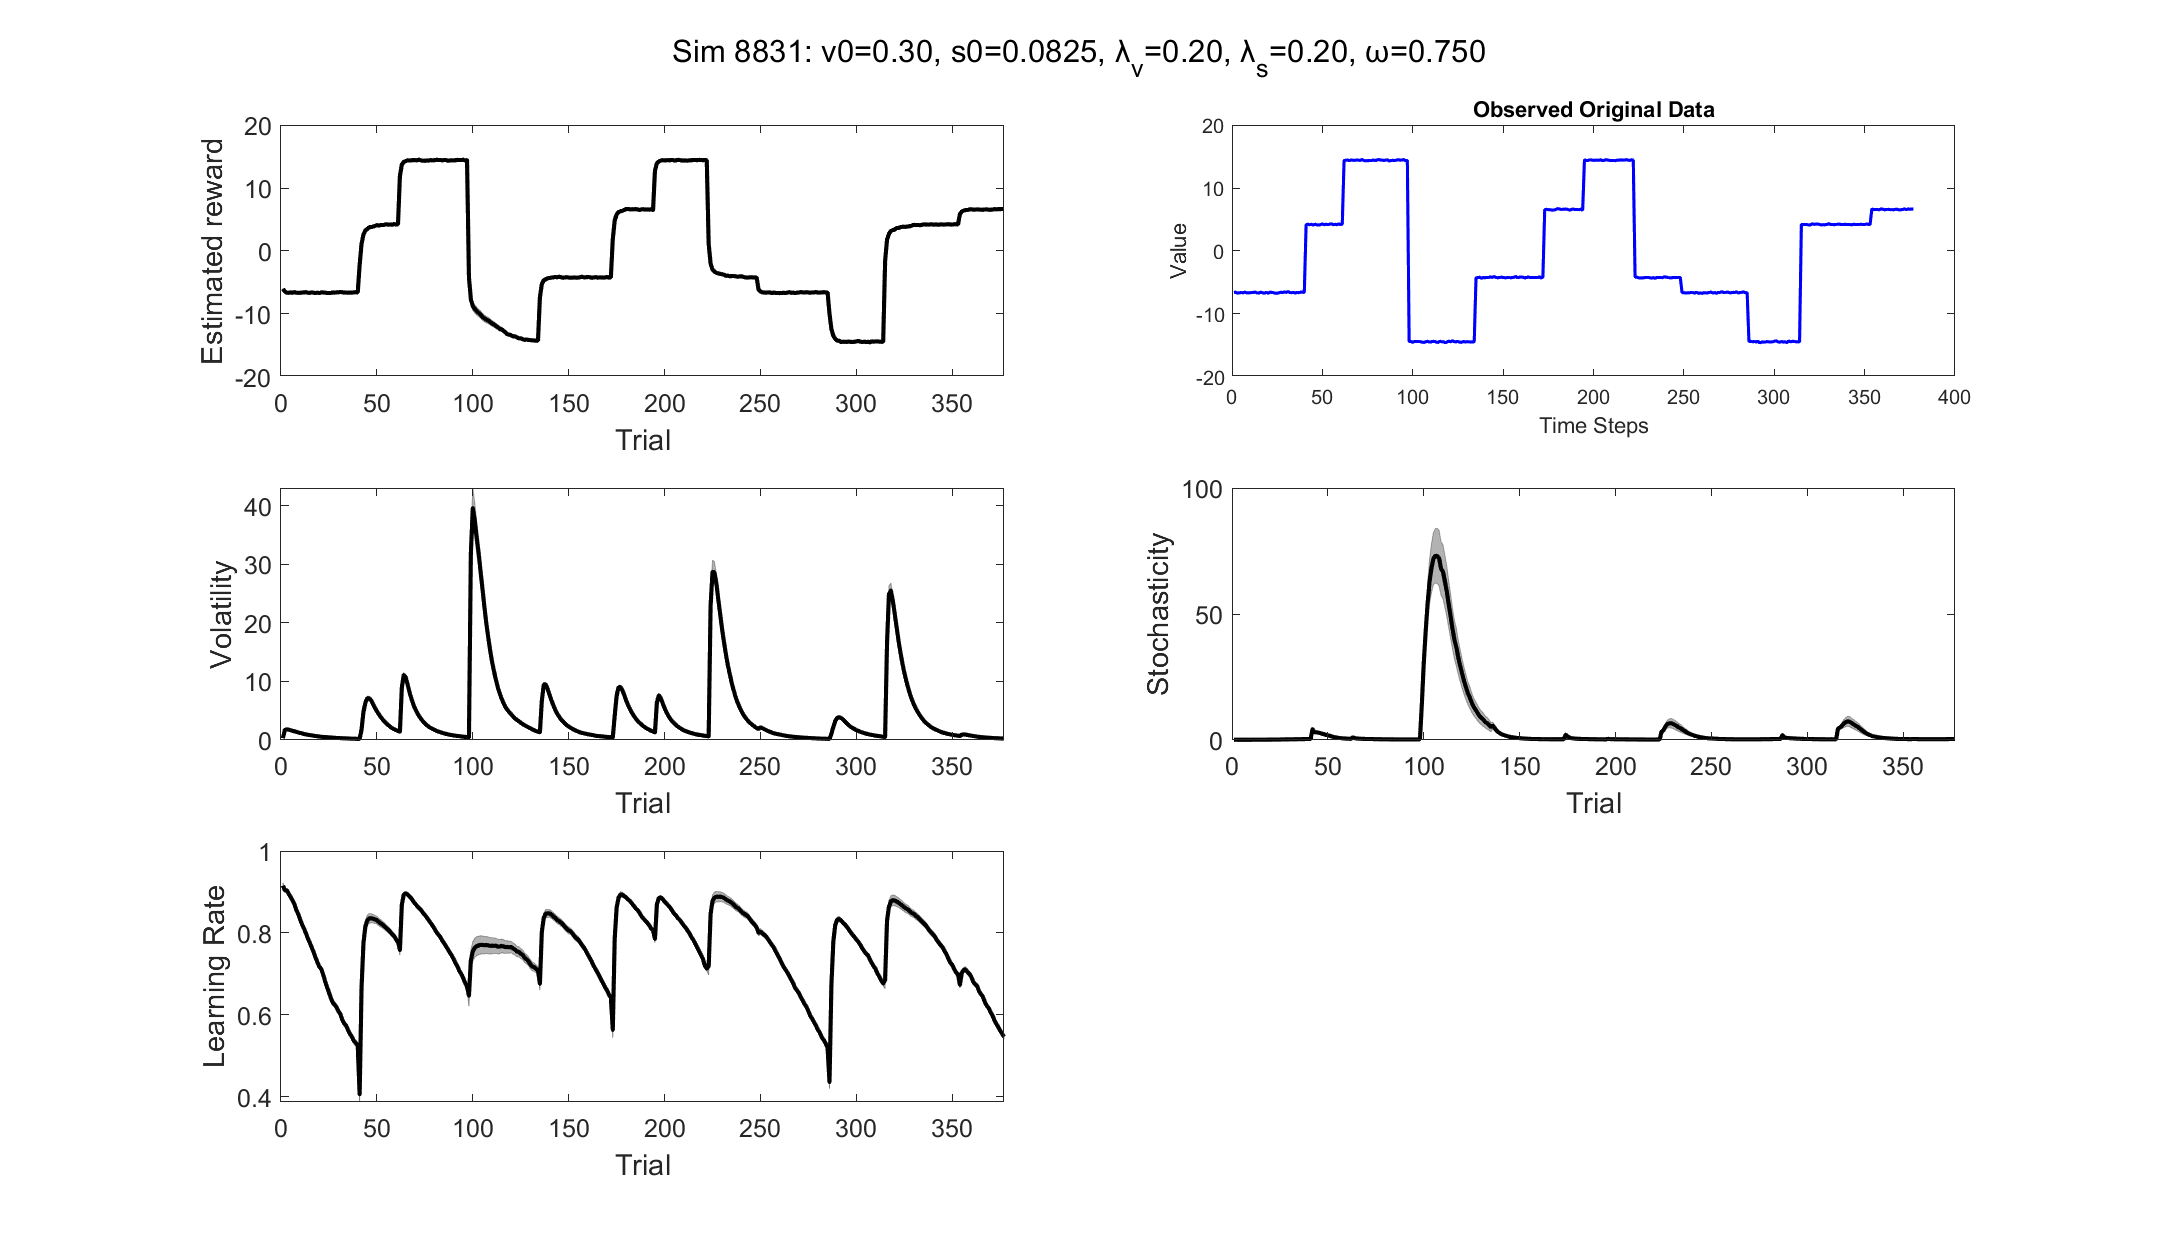 Sim 8831: v0=0.30, s0=0.0825, λ_v=0.20, λ_s=0.20, ω=0.750
Estimated reward
20
10
0
-10
-20
0 50 100 150 200 250 300 350
Trial
Observed Original Data
Value
20
10
0
-10
-20
0 50 100 150 200 250 300 350 400
Time Steps
Volatility
40
30
20
10
0
0 50 100 150 200 250 300 350
Trial
Stochasticity
100
50
0
0 50 100 150 200 250 300 350
Trial
Learning Rate
1
0.8
0.6
0.4
0 50 100 150 200 250 300 350
Trial